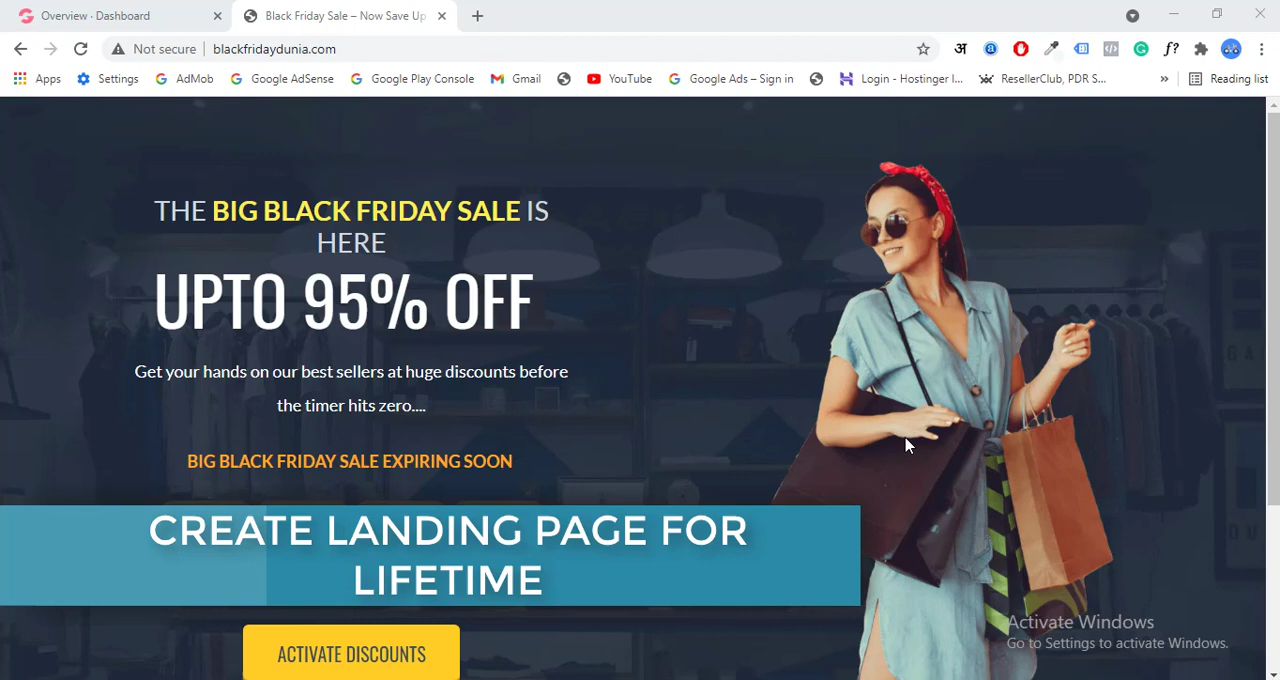 Overview · Dashboard
Black Friday Sale – Now Save Up
Not secure
blackfridaydunia.com
अ
a
f?
Apps
Settings
AdMob
Google AdSense
Google Play Console
Gmail
YouTube
Google Ads – Sign in
Login - Hostinger I...
ResellerClub, PDR S...
»
Reading list
THE BIG BLACK FRIDAY SALE IS
HERE
UPTO 95% OFF
Get your hands on our best sellers at huge discounts before
the timer hits zero....
BIG BLACK FRIDAY SALE EXPIRING SOON
CREATE LANDING PAGE FOR
LIFETIME
ACTIVATE DISCOUNTS
Activate Windows
Go to Settings to activate Windows.